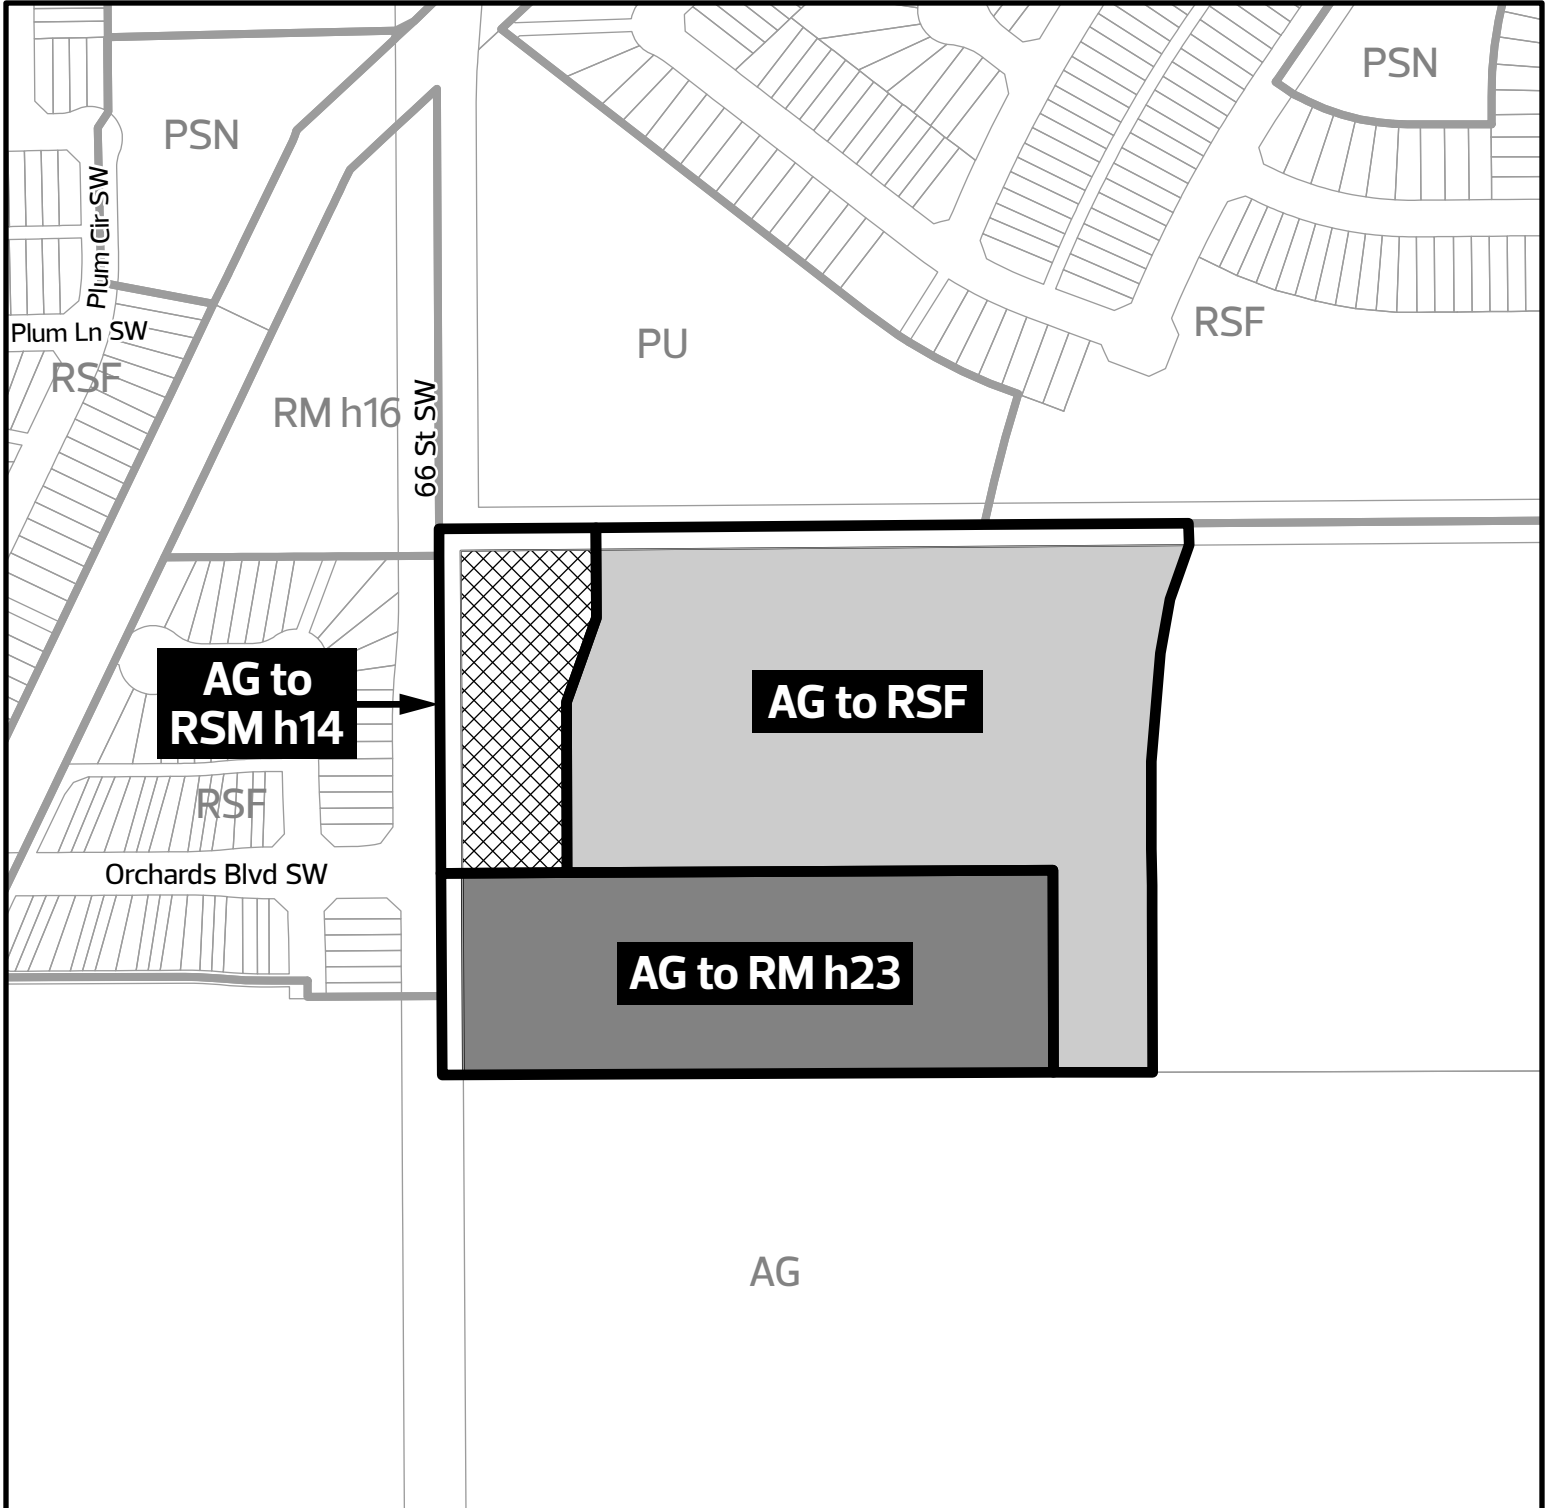 PSN
PSN
Plum Cir SW
Plum Ln SW
RSF
RSF
PU
RM h16
66 St SW
AG to
RSM h14
AG to RSF
RSF
Orchards Blvd SW
AG to RM h23
AG